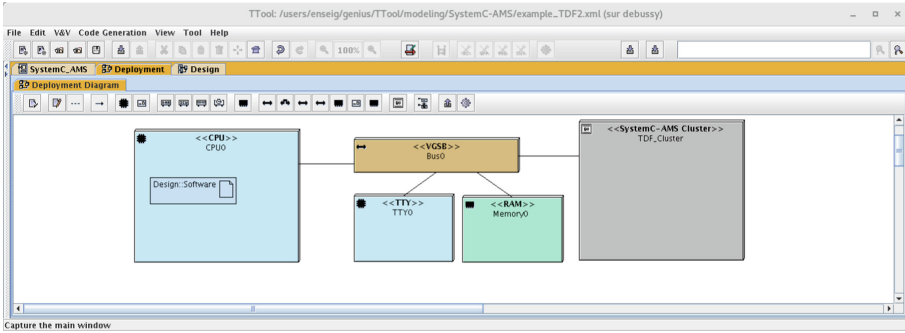 TTool: /users/enseig/genius/TTool/modeling/SystemC-AMS/example_TDF2.xml (sur debussy)
File Edit V&V Code Generation View Tool Help
100%
SystemC_AMS Deployment Design
Deployment Diagram
<<CPU>>
CPU0
Design::Software
<<VGSB>>
Bus0
<<SystemC-AMS Cluster>>
TDF_Cluster
<<TTY>>
TTY0
<<RAM>>
Memory0
Capture the main window